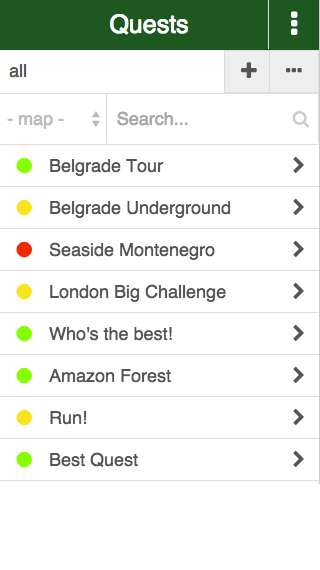 Quests
all
- map -
Search...
Belgrade Tour
Belgrade Underground
Seaside Montenegro
London Big Challenge
Who's the best!
Amazon Forest
Run!
Best Quest